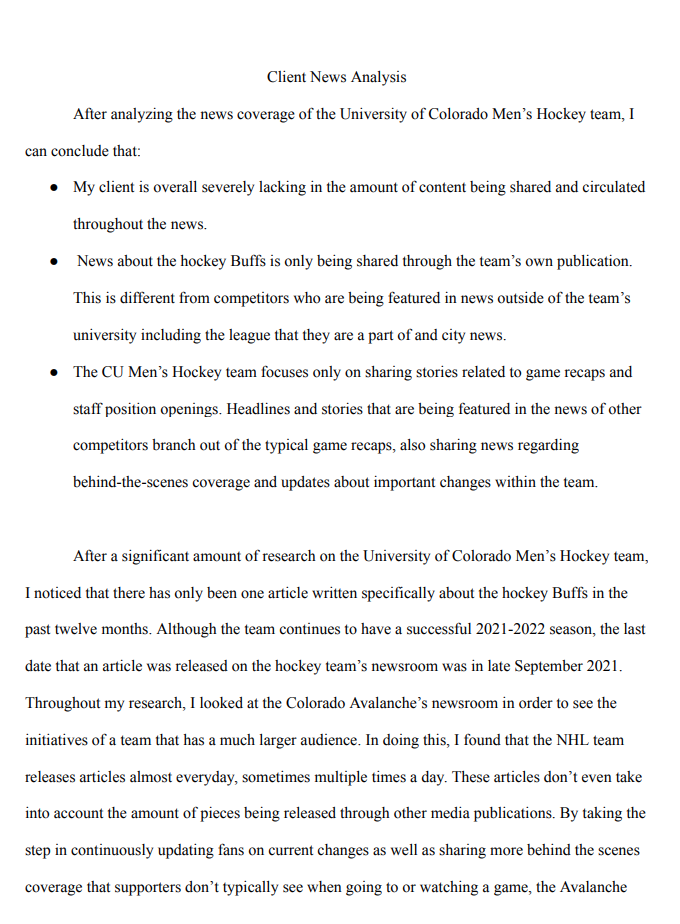 Client News Analysis
After analyzing the news coverage of the University of Colorado Men’s Hockey team, I
can conclude that:
● My client is overall severely lacking in the amount of content being shared and circulated
throughout the news.
● News about the hockey Buffs is only being shared through the team’s own publication.
This is different from competitors who are being featured in news outside of the team’s
university including the league that they are a part of and city news.
● The CU Men’s Hockey team focuses only on sharing stories related to game recaps and
staff position openings. Headlines and stories that are being featured in the news of other
competitors branch out of the typical game recaps, also sharing news regarding
behind-the-scenes coverage and updates about important changes within the team.
After a significant amount of research on the University of Colorado Men’s Hockey team,
I noticed that there has only been one article written specifically about the hockey Buffs in the
past twelve months. Although the team continues to have a successful 2021-2022 season, the last
date that an article was released on the hockey team’s newsroom was in late September 2021.
Throughout my research, I looked at the Colorado Avalanche’s newsroom in order to see the
initiatives of a team that has a much larger audience. In doing this, I found that the NHL team
releases articles almost everyday, sometimes multiple times a day. These articles don’t even take
into account the amount of pieces being released through other media publications. By taking the
step in continuously updating fans on current changes as well as sharing more behind the scenes
coverage that supporters don’t typically see when going to or watching a game, the Avalanche